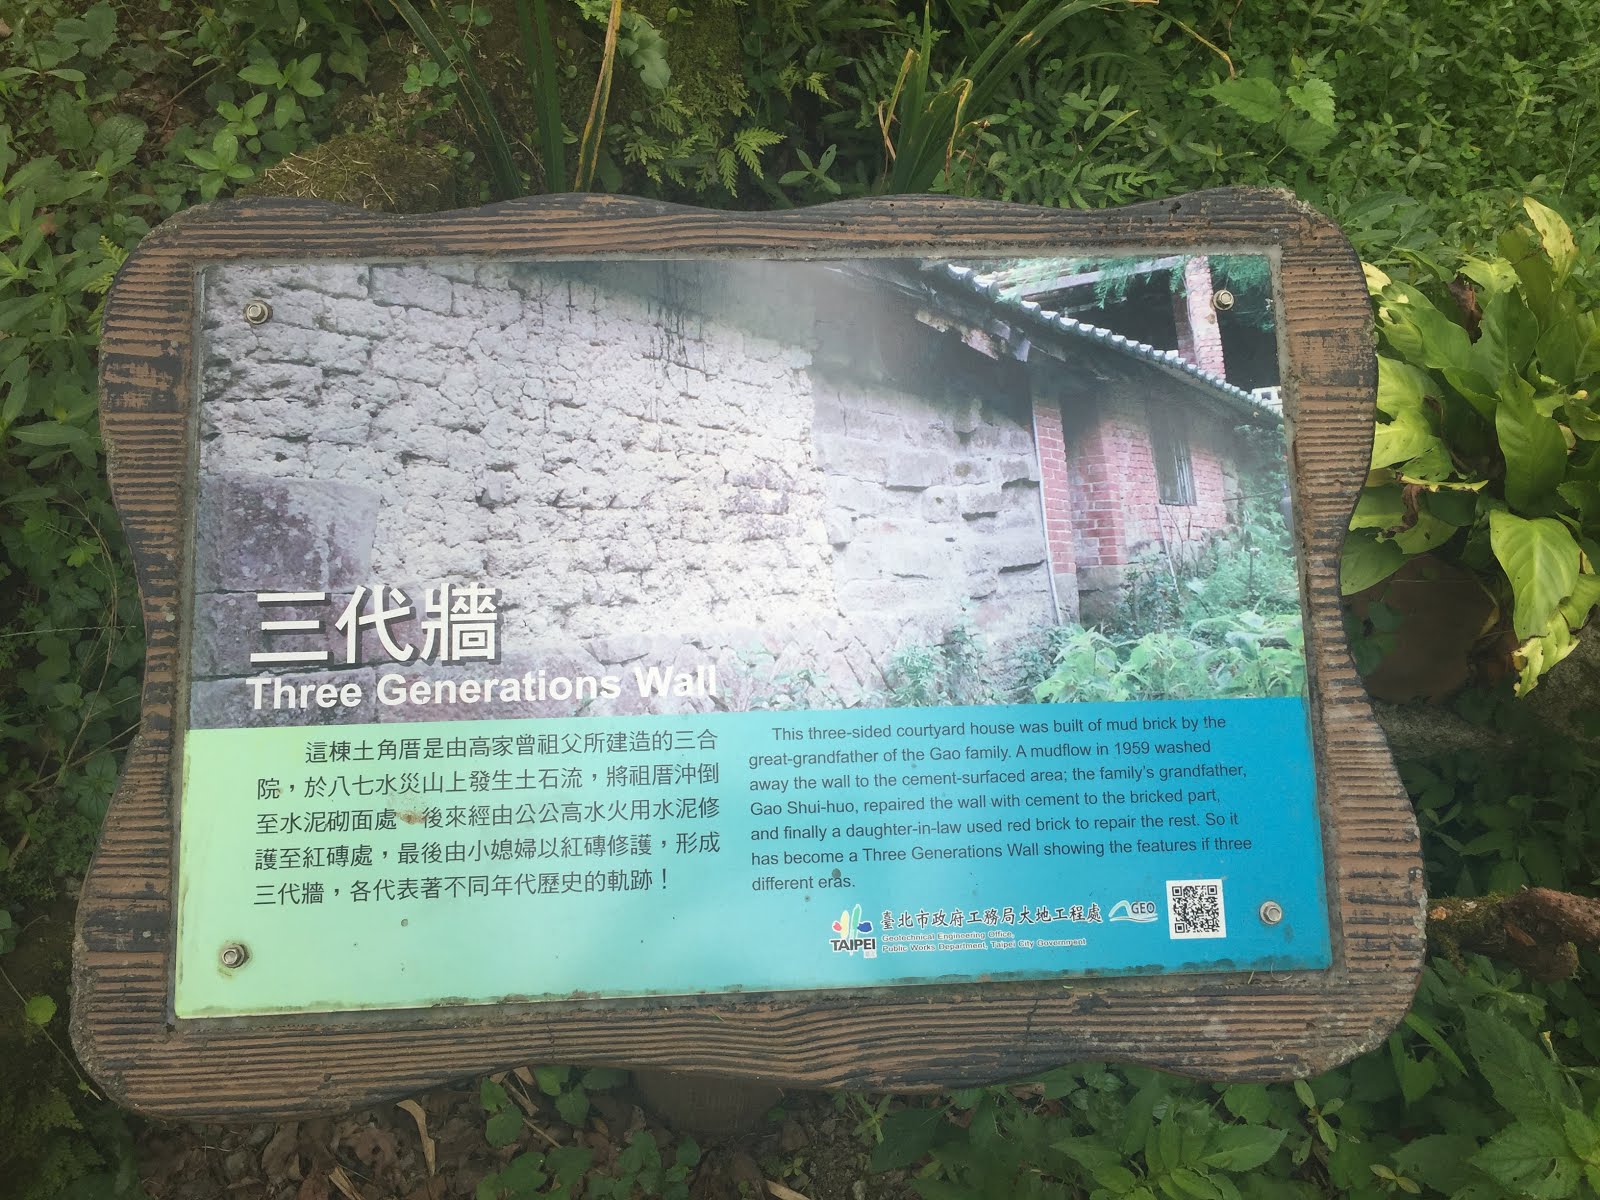 三代牆
Three Generations Wall
這棟土角厝是由高家曾祖父所建造的三合
院，於八七水災山上發生土石流，將祖厝沖倒
至水泥砌面處，後來經由公公高水火用水泥修
護至紅磚處，最後由小媳婦以紅磚修護，形成
三代牆，各代表著不同年代歷史的軌跡！
This three-sided courtyard house was built of mud brick by the
great-grandfather of the Gao family. A mudflow in 1959 washed
away the wall to the cement-surfaced area; the family's grandfather,
Gao Shui-huo, repaired the wall with cement to the bricked part,
and finally a daughter-in-law used red brick to repair the rest. So it
has become a Three Generations Wall showing the features if three
different eras.
TAIPEI
臺北市政府工務局大地工程處
Geotechnical Engineering Office,
Public Works Department, Taipei City Government
GEO